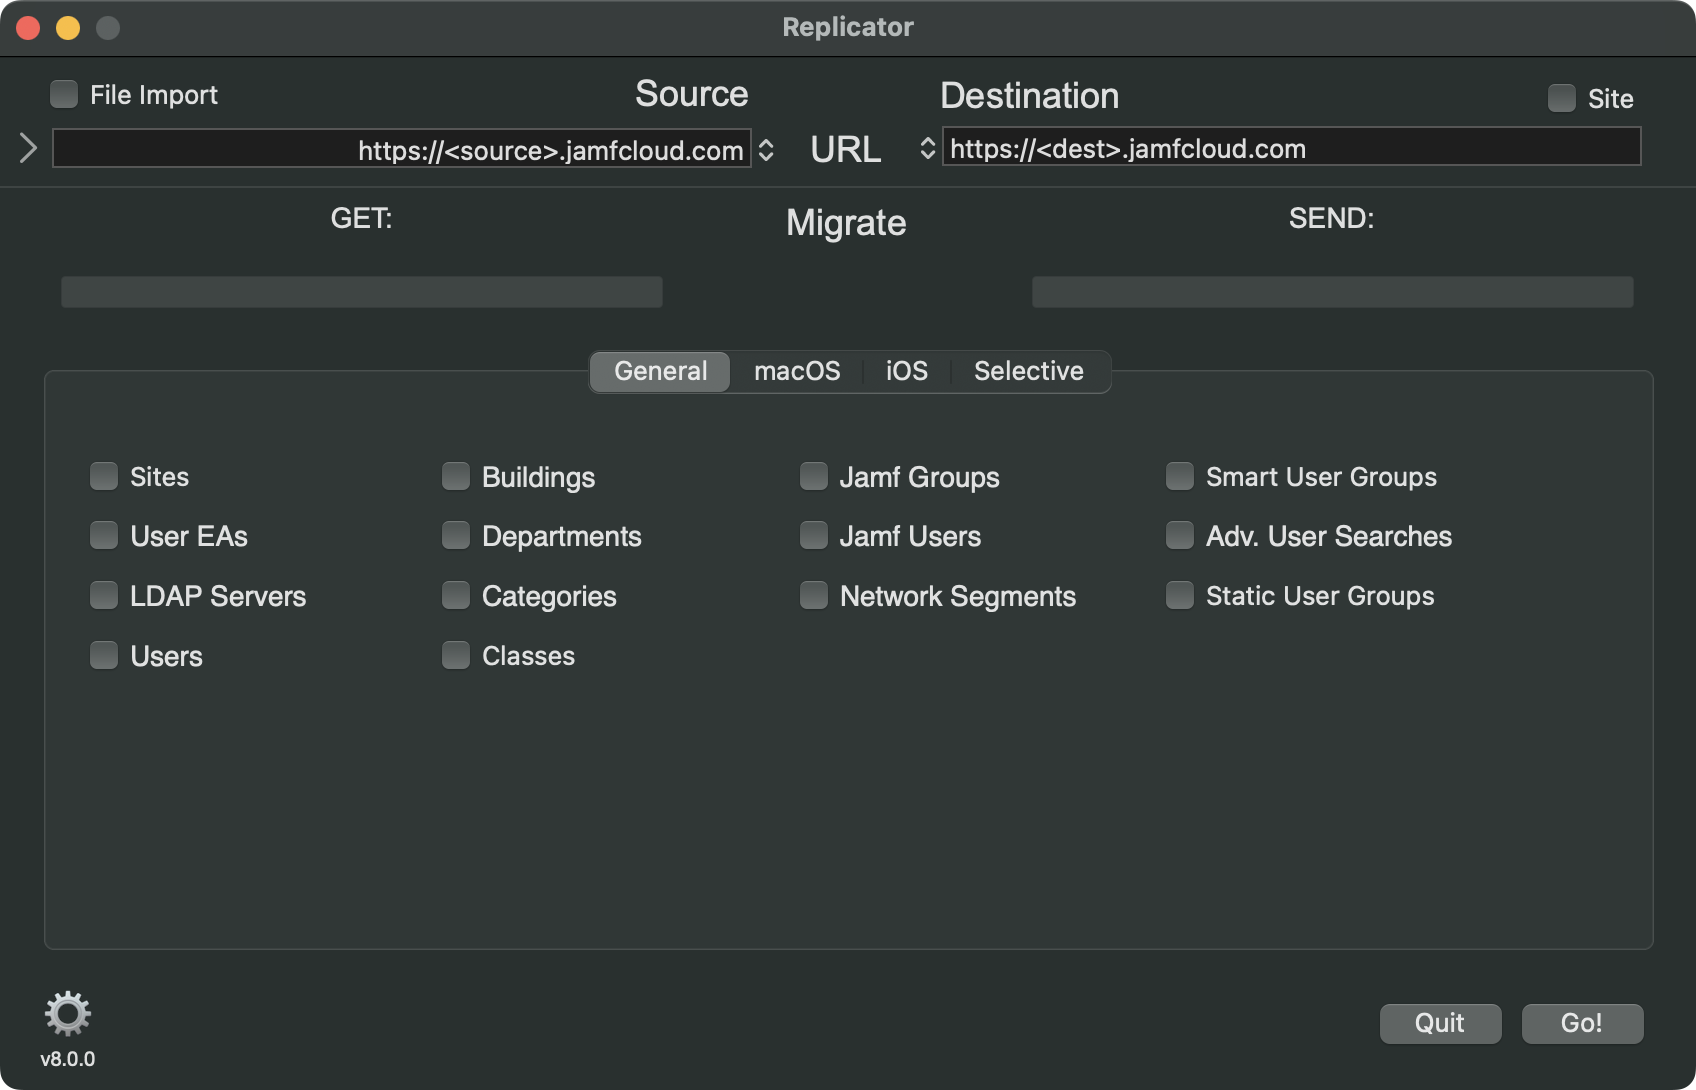 Replicator
File Import
Source
Destination
Site
https://<source>.jamfcloud.com
URL
https://<dest>.jamfcloud.com
GET:
Migrate
SEND:
General
macOS
iOS
Selective
Sites
Buildings
Jamf Groups
Smart User Groups
User EAs
Departments
Jamf Users
Adv. User Searches
LDAP Servers
Categories
Network Segments
Static User Groups
Users
Classes
Quit
Go!
v8.0.0